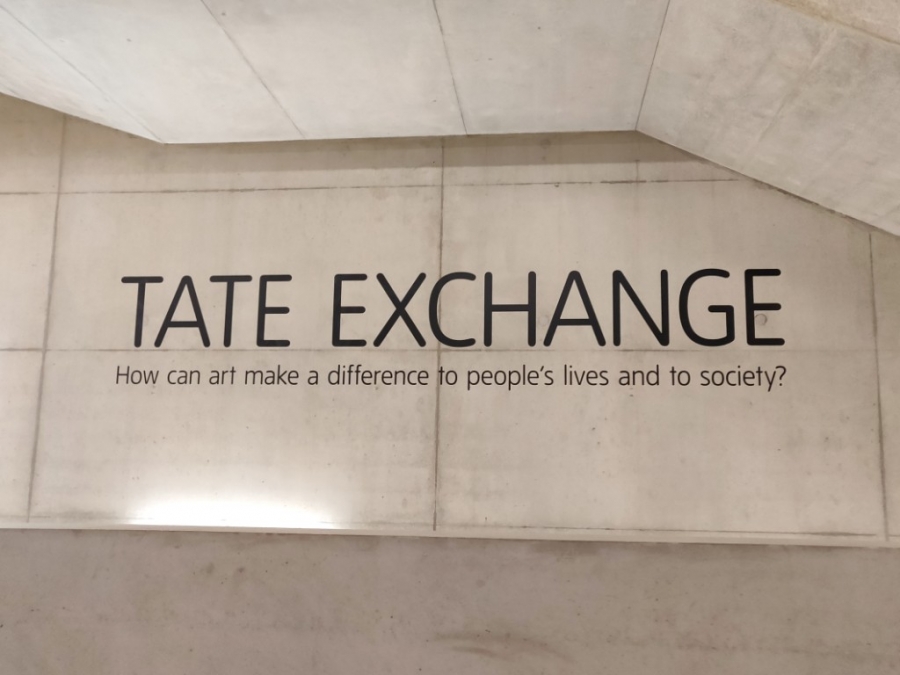 TATE EXCHANGE
How can art make a difference to people's lives and to society?